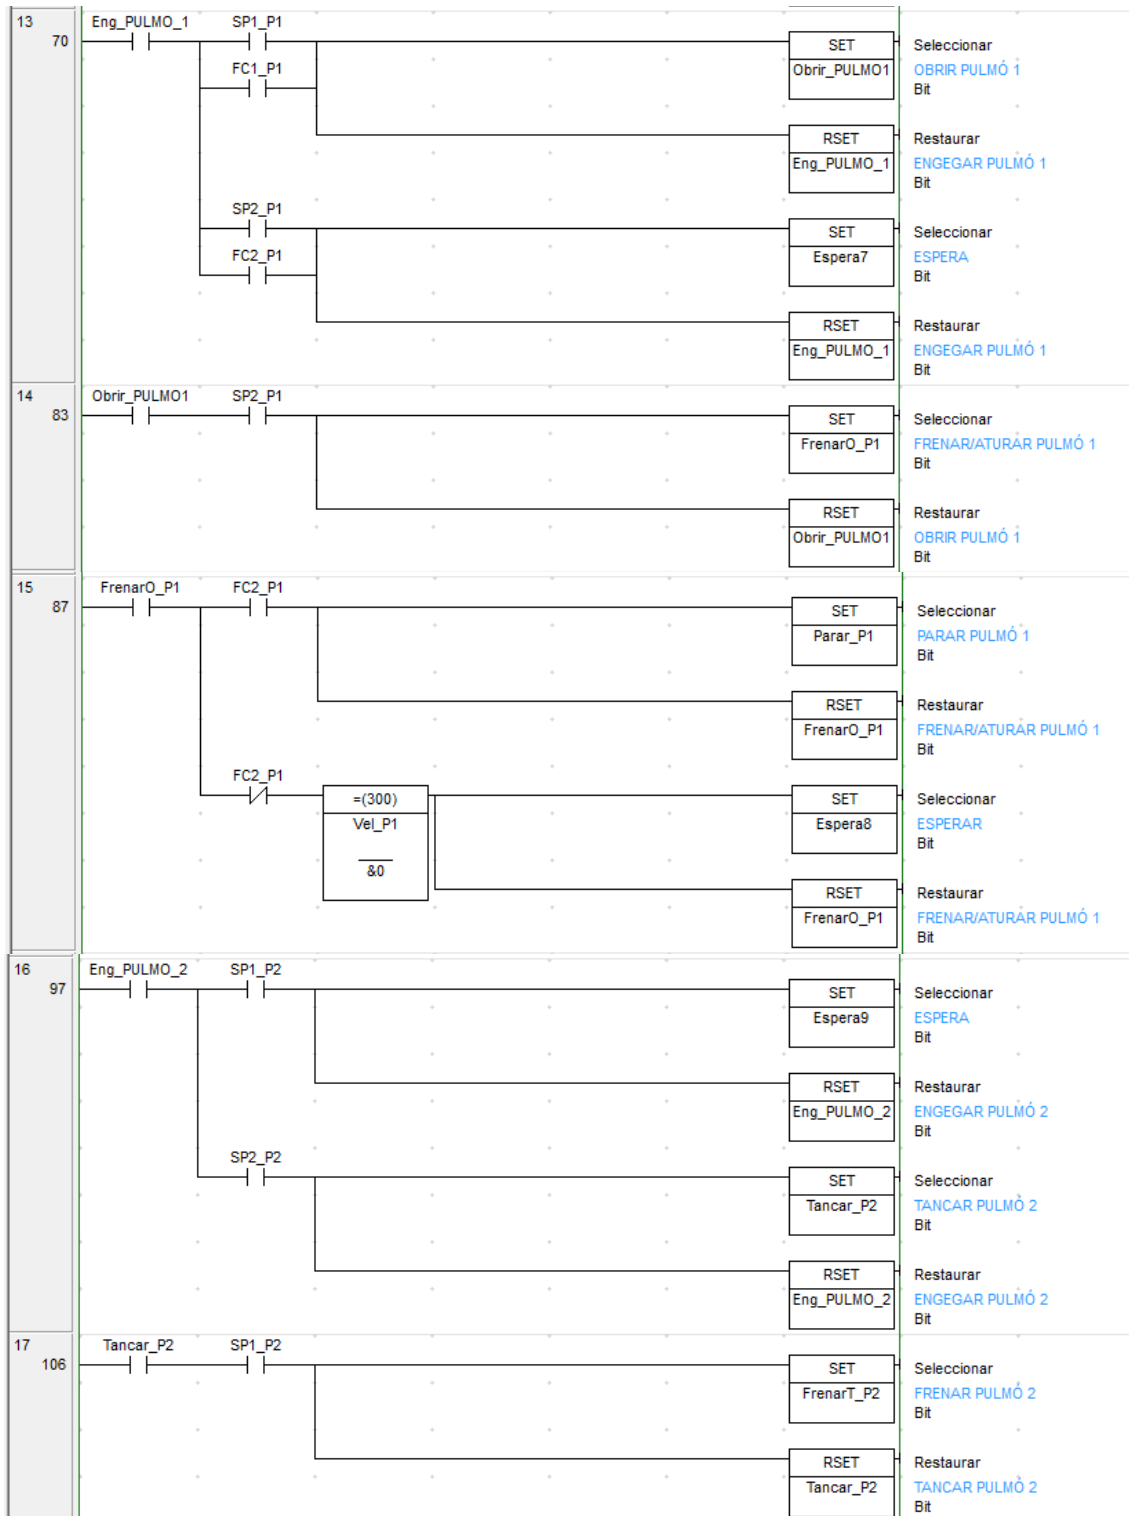 13
70
Eng_PULMO_1 SP1_P1
SET Seleccionar
Obrir_PULMO1 OBRIR PULMÓ 1
Bit
FC1_P1
RSET Restaurar
Eng_PULMO_1 ENGEGAR PULMÓ 1
Bit
SP2_P1
SET Seleccionar
Espera7 ESPERA
Bit
FC2_P1
RSET Restaurar
Eng_PULMO_1 ENGEGAR PULMÓ 1
Bit
14
83
Obrir_PULMO1 SP2_P1
SET Seleccionar
FrenarO_P1 FRENAR/ATURAR PULMÓ 1
Bit
RSET Restaurar
Obrir_PULMO1 OBRIR PULMÓ 1
Bit
15
87
FrenarO_P1 FC2_P1
SET Seleccionar
Parar_P1 PARAR PULMÓ 1
Bit
RSET Restaurar
FrenarO_P1 FRENAR/ATURAR PULMÓ 1
Bit
FC2_P1
=(300) SET Seleccionar
Vel_P1 Espera8 ESPERAR
Bit
&0
RSET Restaurar
FrenarO_P1 FRENAR/ATURAR PULMÓ 1
Bit
16
97
Eng_PULMO_2 SP1_P2
SET Seleccionar
Espera9 ESPERA
Bit
RSET Restaurar
Eng_PULMO_2 ENGEGAR PULMÓ 2
Bit
SP2_P2
SET Seleccionar
Tancar_P2 TANCAR PULMÒ 2
Bit
RSET Restaurar
Eng_PULMO_2 ENGEGAR PULMÓ 2
Bit
17
106
Tancar_P2 SP1_P2
SET Seleccionar
FrenarT_P2 FRENAR PULMÓ 2
Bit
RSET Restaurar
Tancar_P2 TANCAR PULMÒ 2
Bit